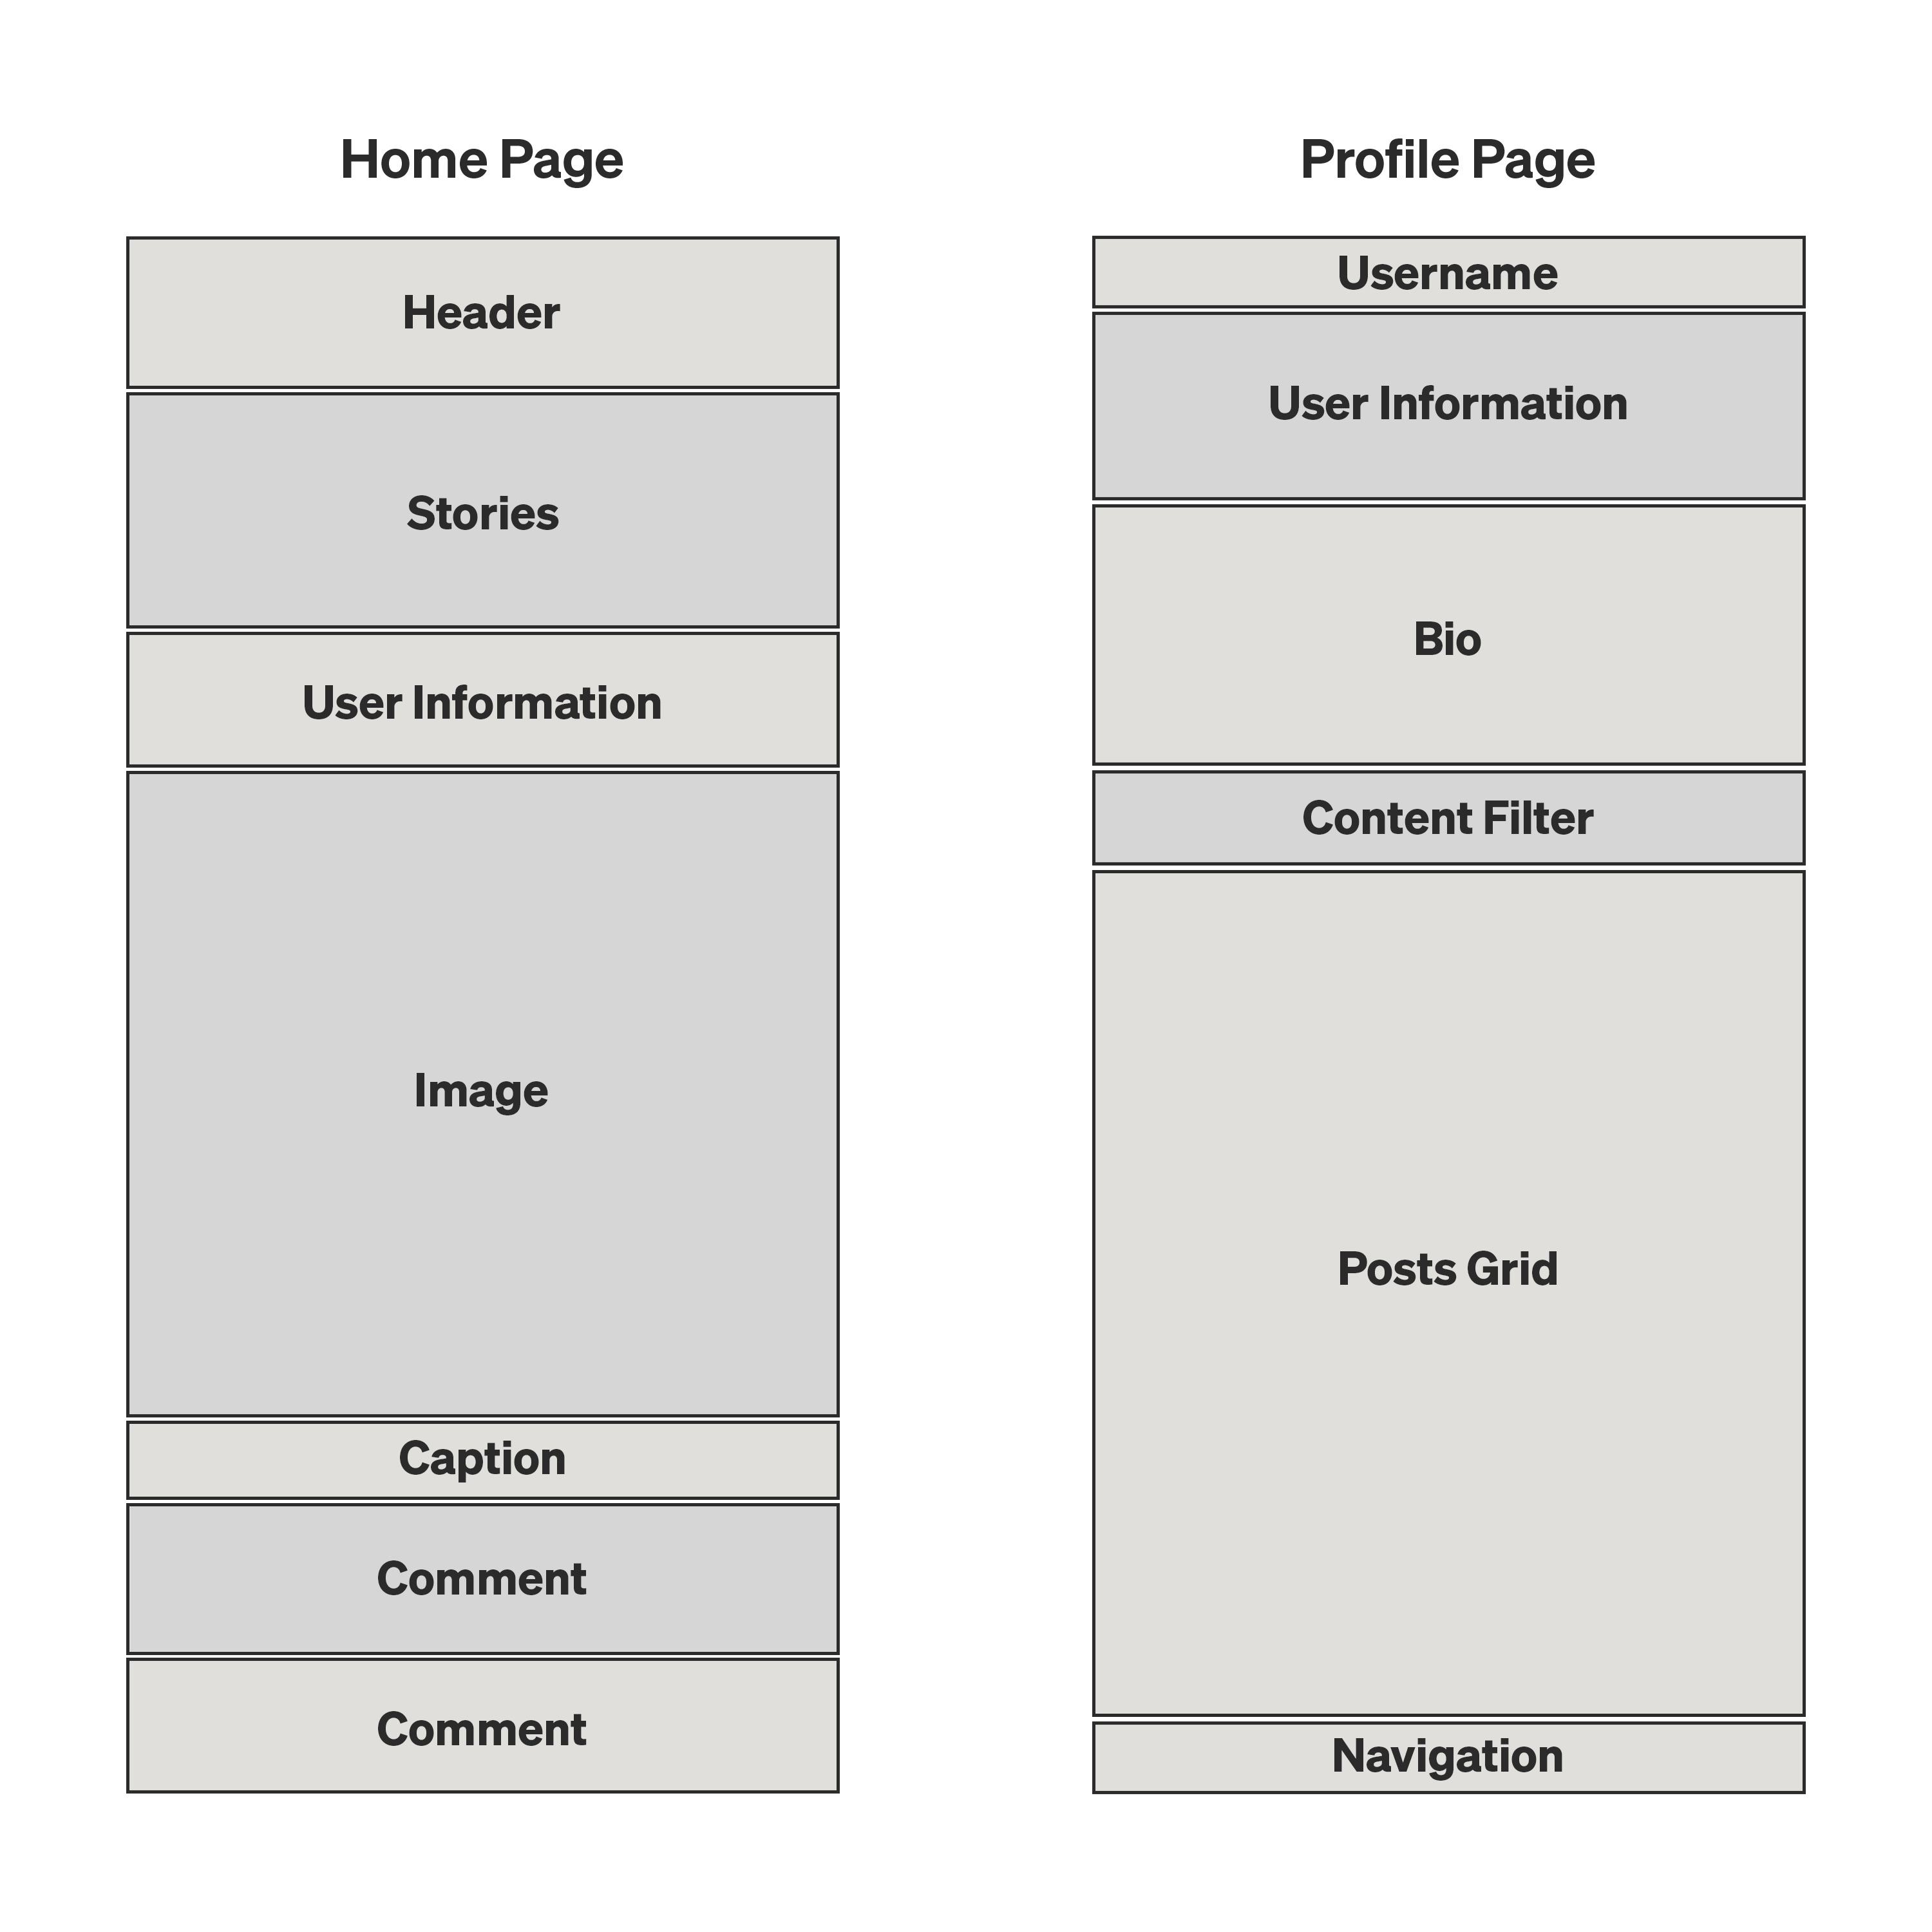 Home Page
Header
Stories
User Information
Image
Caption
Comment
Comment
Profile Page
Username
User Information
Bio
Content Filter
Posts Grid
Navigation